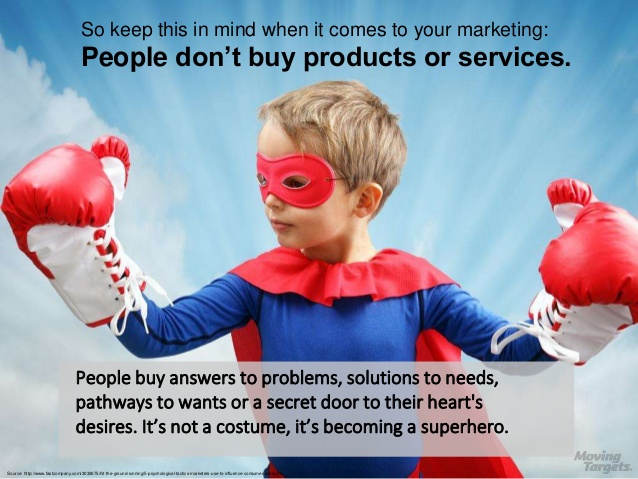 So keep this in mind when it comes to your marketing:
People don’t buy products or services.
People buy answers to problems, solutions to needs,
pathways to wants or a secret door to their heart's
desires. It’s not a costume, it’s becoming a superhero.
Moving
Targets.
Source: